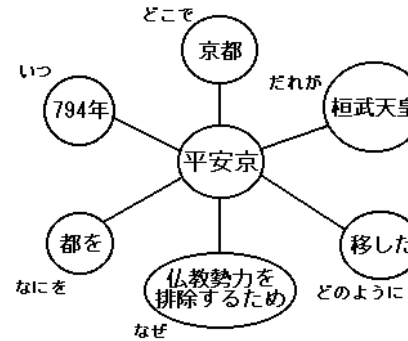 どこで
京都
いつ
794年
だれが
桓武天皇
平安京
都を
なにを
仏教勢力を
排除するため
なぜ
移した
どのように